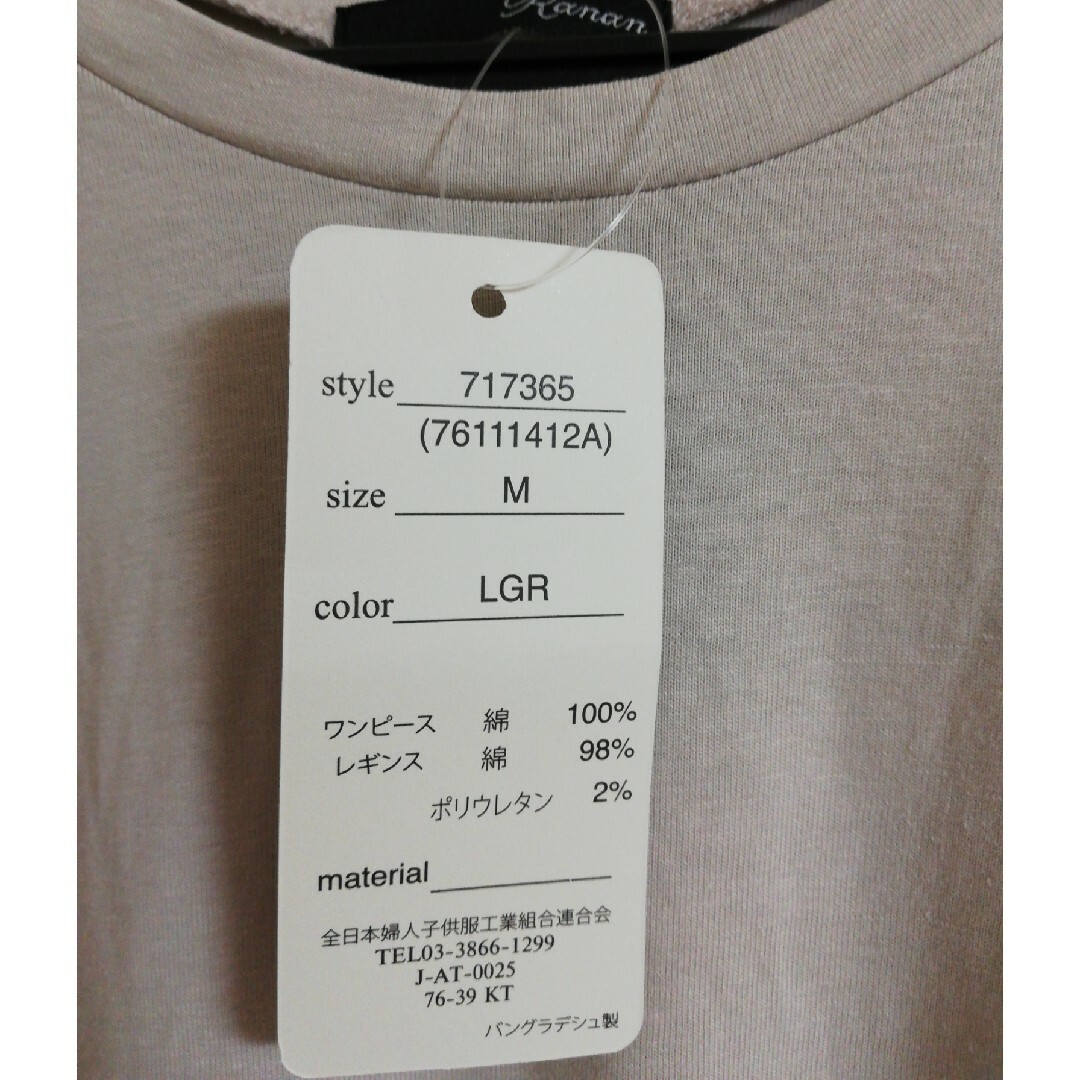 Kanan
style 717365
(76111412A)
size M
color LGR
ワンピース 綿 100%
レギンス 綿 98%
ポリウレタン 2%
material
全日本婦人子供服工業組合連合会
TEL03-3866-1299
J-AT-0025
76-39 KT
バングラデシュ製